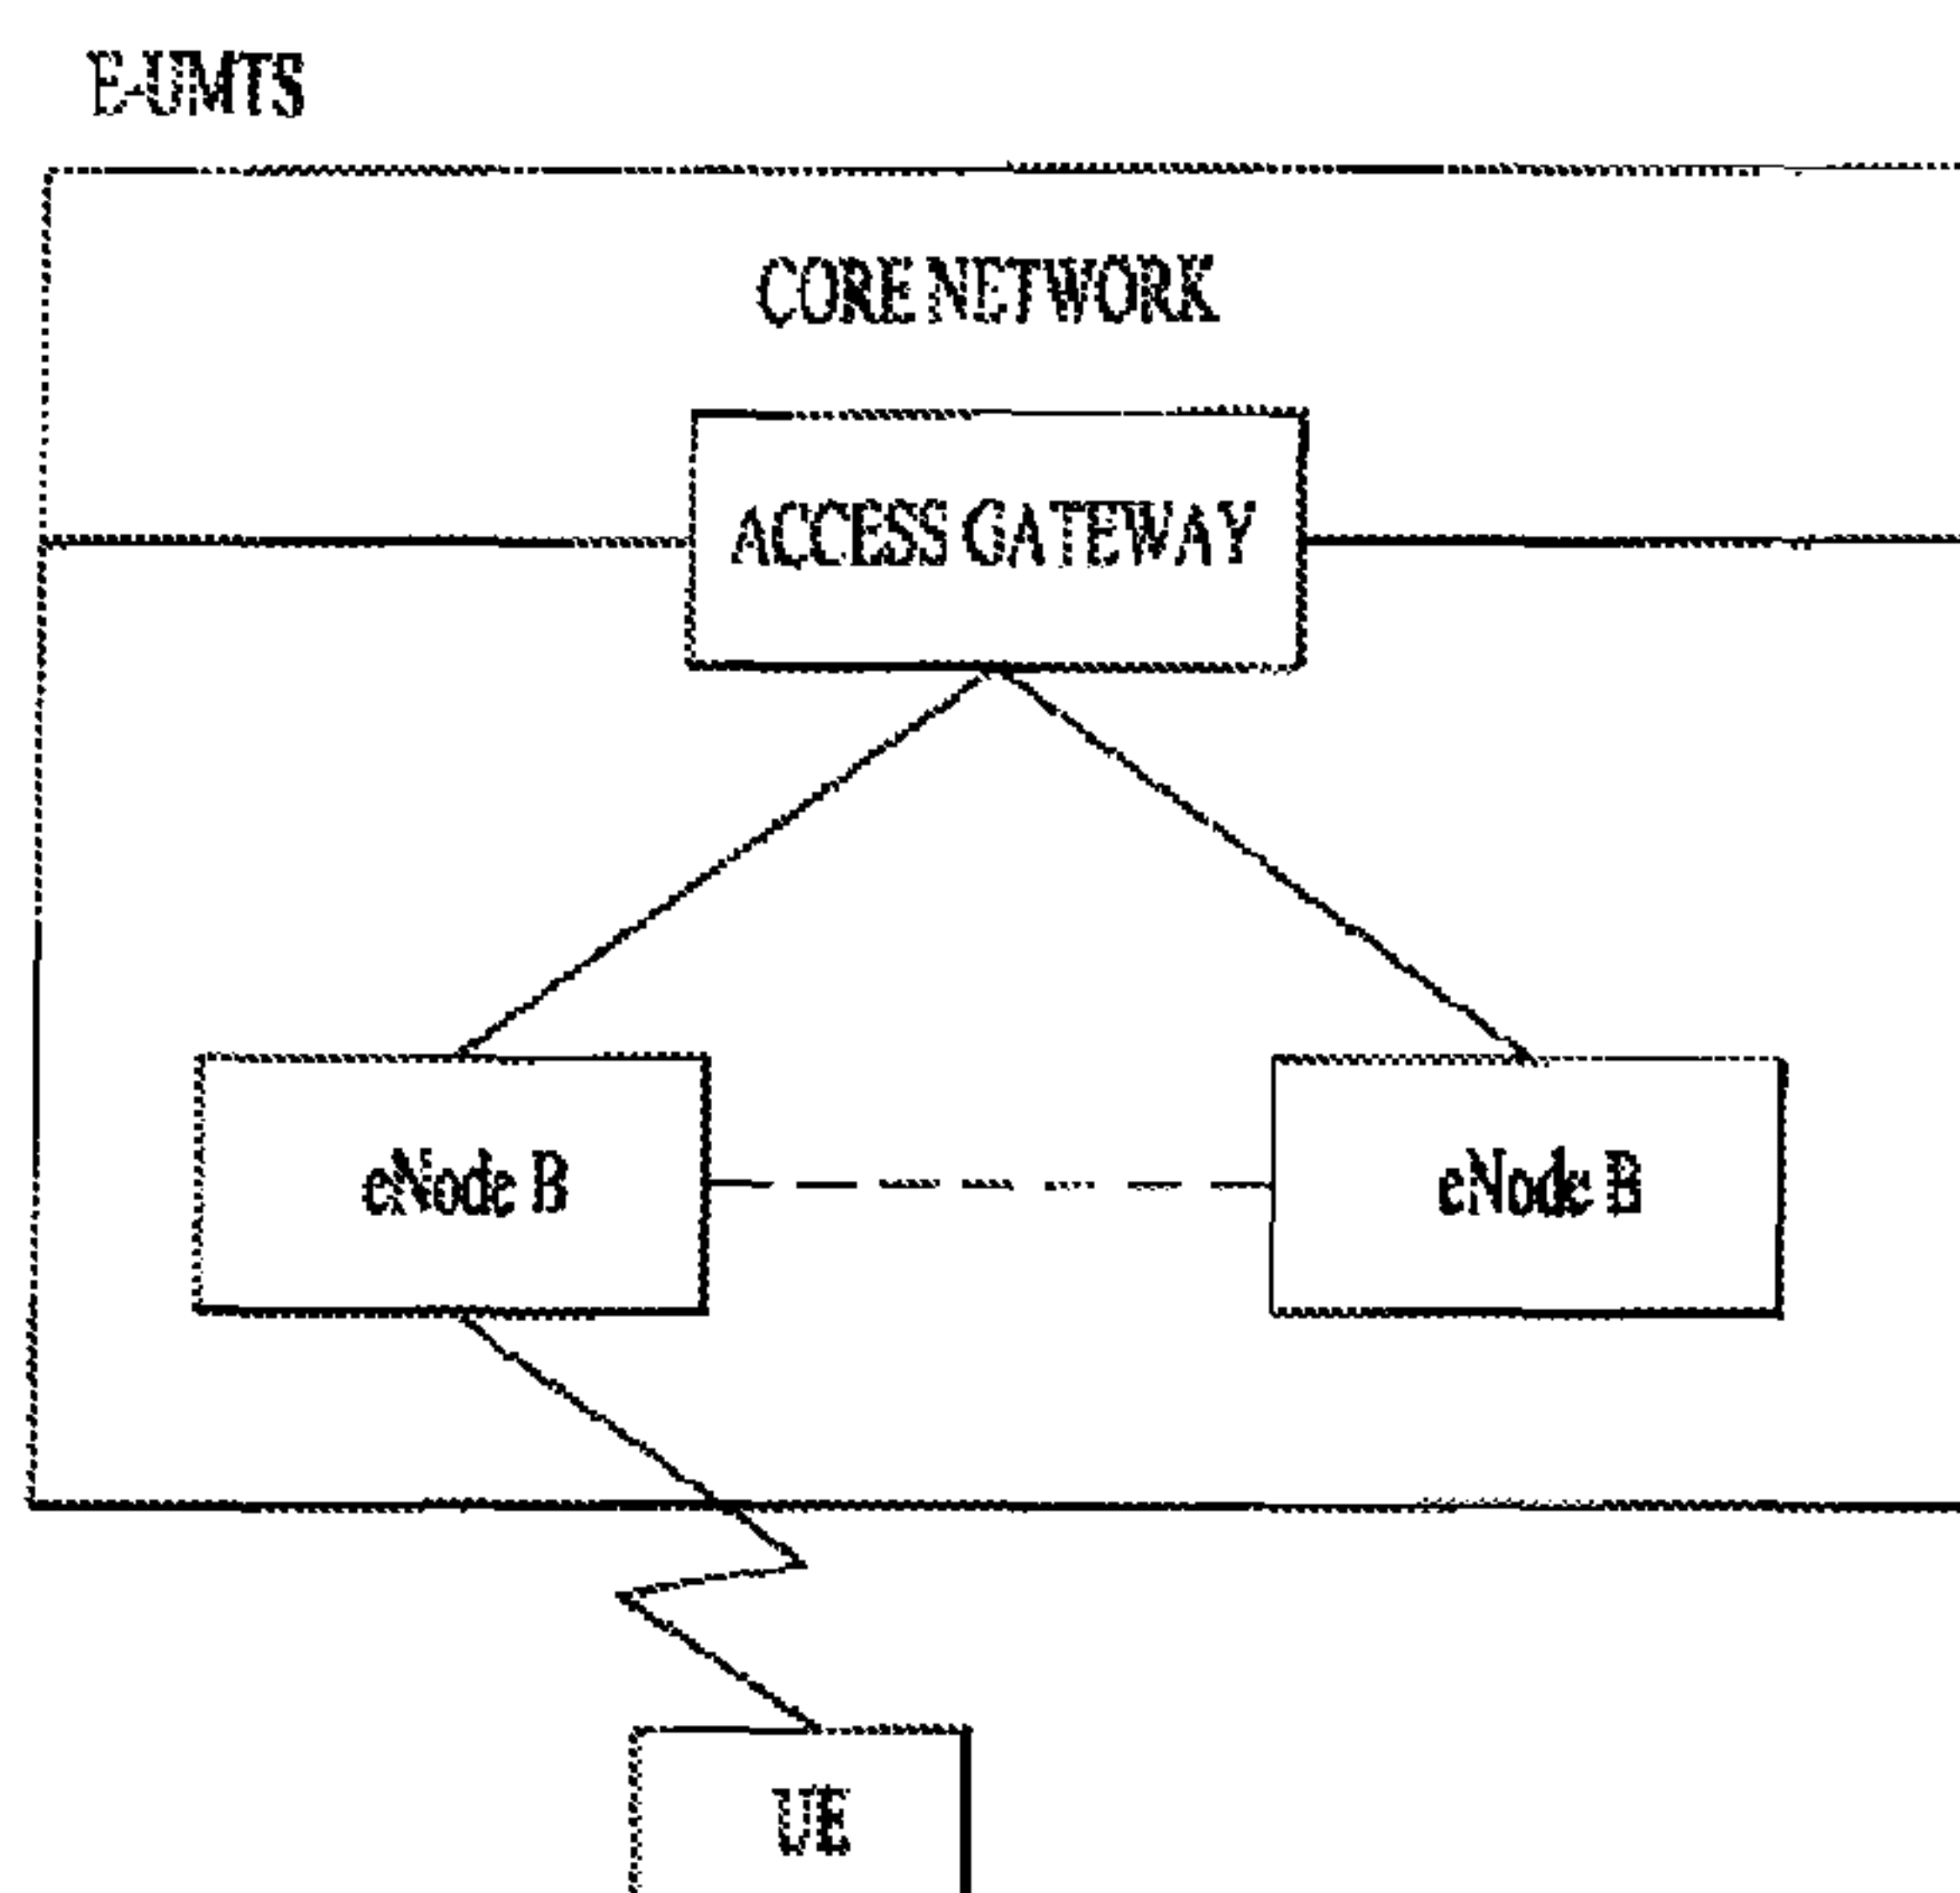 E-UMTS
CORE NETWORK
ACCESS GATEWAY
eNode B
eNode B
UE